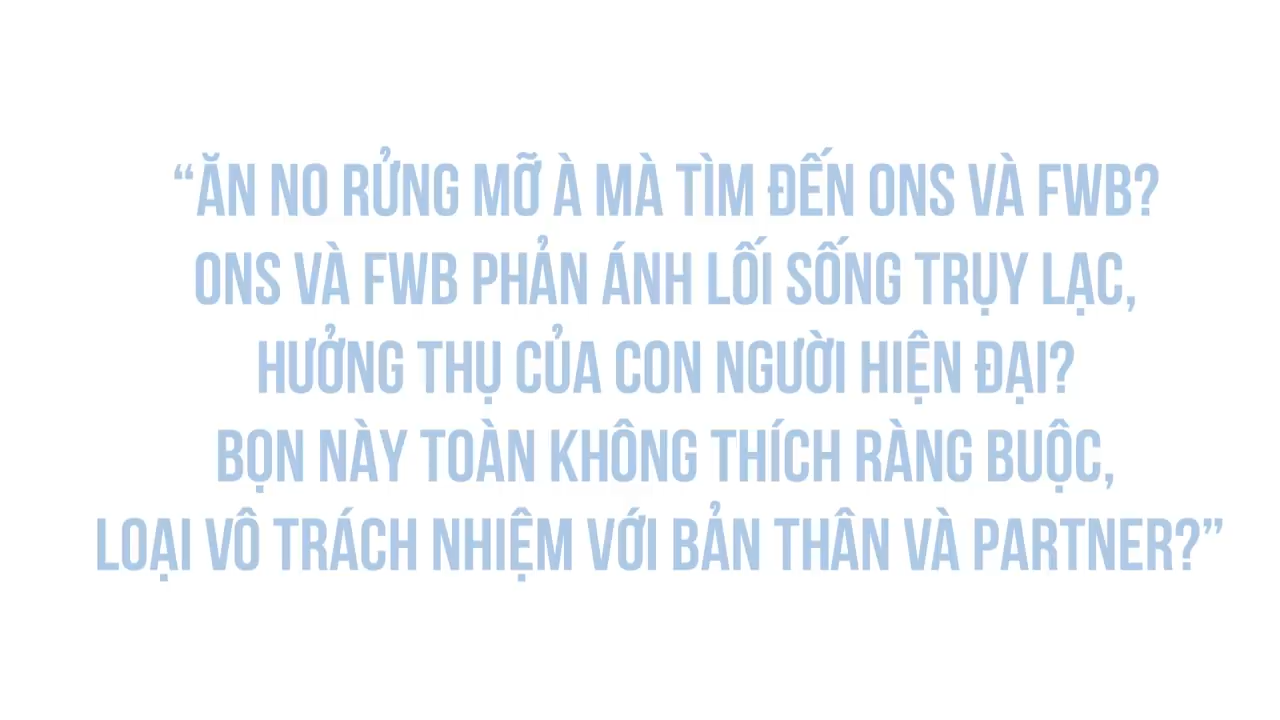 “ĂN NO RỬNG MỠ À MÀ TÌM ĐẾN ONS VÀ FWB?
ONS VÀ FWB PHẢN ÁNH LỐI SỐNG TRỤY LẠC,
HƯỞNG THỤ CỦA CON NGƯỜI HIỆN ĐẠI?
BỌN NÀY TOÀN KHÔNG THÍCH RÀNG BUỘC,
LOẠI VÔ TRÁCH NHIỆM VỚI BẢN THÂN VÀ PARTNER?”